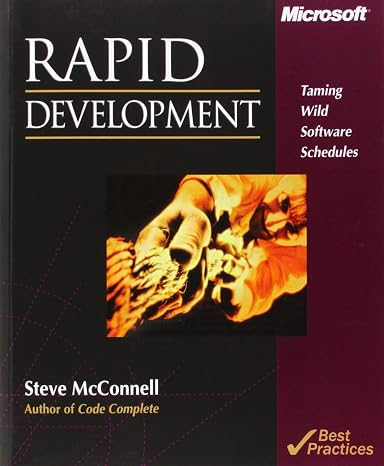 Microsoft®
RAPID
DEVELOPMENT
Taming
Wild
Software
Schedules
Steve McConnell
Author of Code Complete
Best
Practices